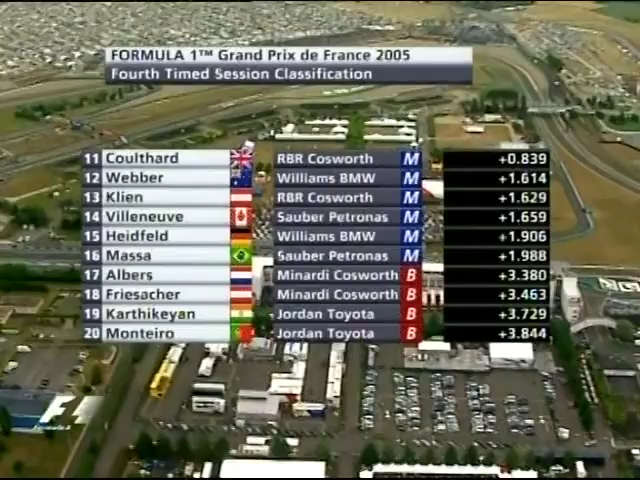 FORMULA 1™ Grand Prix de France 2005
Fourth Timed Session Classification
11 Coulthard RBR Cosworth M +0.839
12 Webber Williams BMW M +1.614
13 Klien RBR Cosworth M +1.629
14 Villeneuve Sauber Petronas M +1.659
15 Heidfeld Williams BMW M +1.906
16 Massa Sauber Petronas M +1.988
17 Albers Minardi Cosworth B +3.380
18 Friesacher Minardi Cosworth B +3.463
19 Karthikeyan Jordan Toyota B +3.729
20 Monteiro Jordan Toyota B +3.844
F1